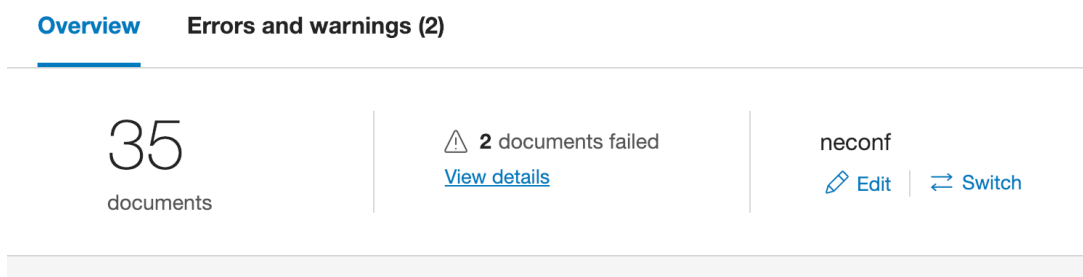 Overview
Errors and warnings (2)
35
documents
2 documents failed
View details
neconf
Edit
Switch